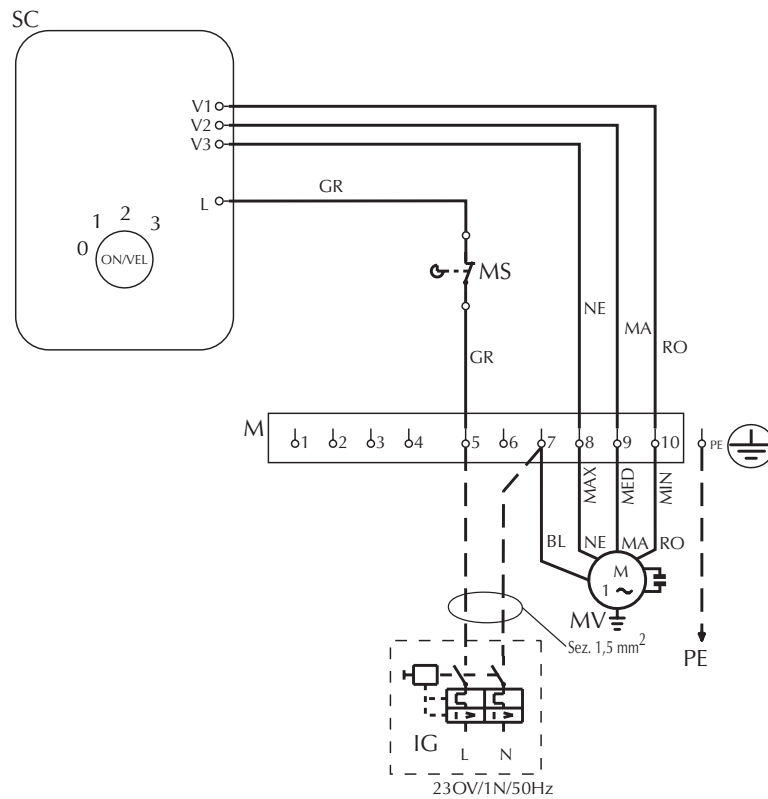 SC
V1
V2
V3
L
GR
0 1 2 3
ON/VEL
MS
NE
MA
RO
GR
M 1 2 3 4 5 6 7 8 9 10 PE
MAX
MED
MIN
BL NE MA RO
M
1
MV
Sez. 1,5 mm²
PE
IG
L N
23OV/1N/50Hz